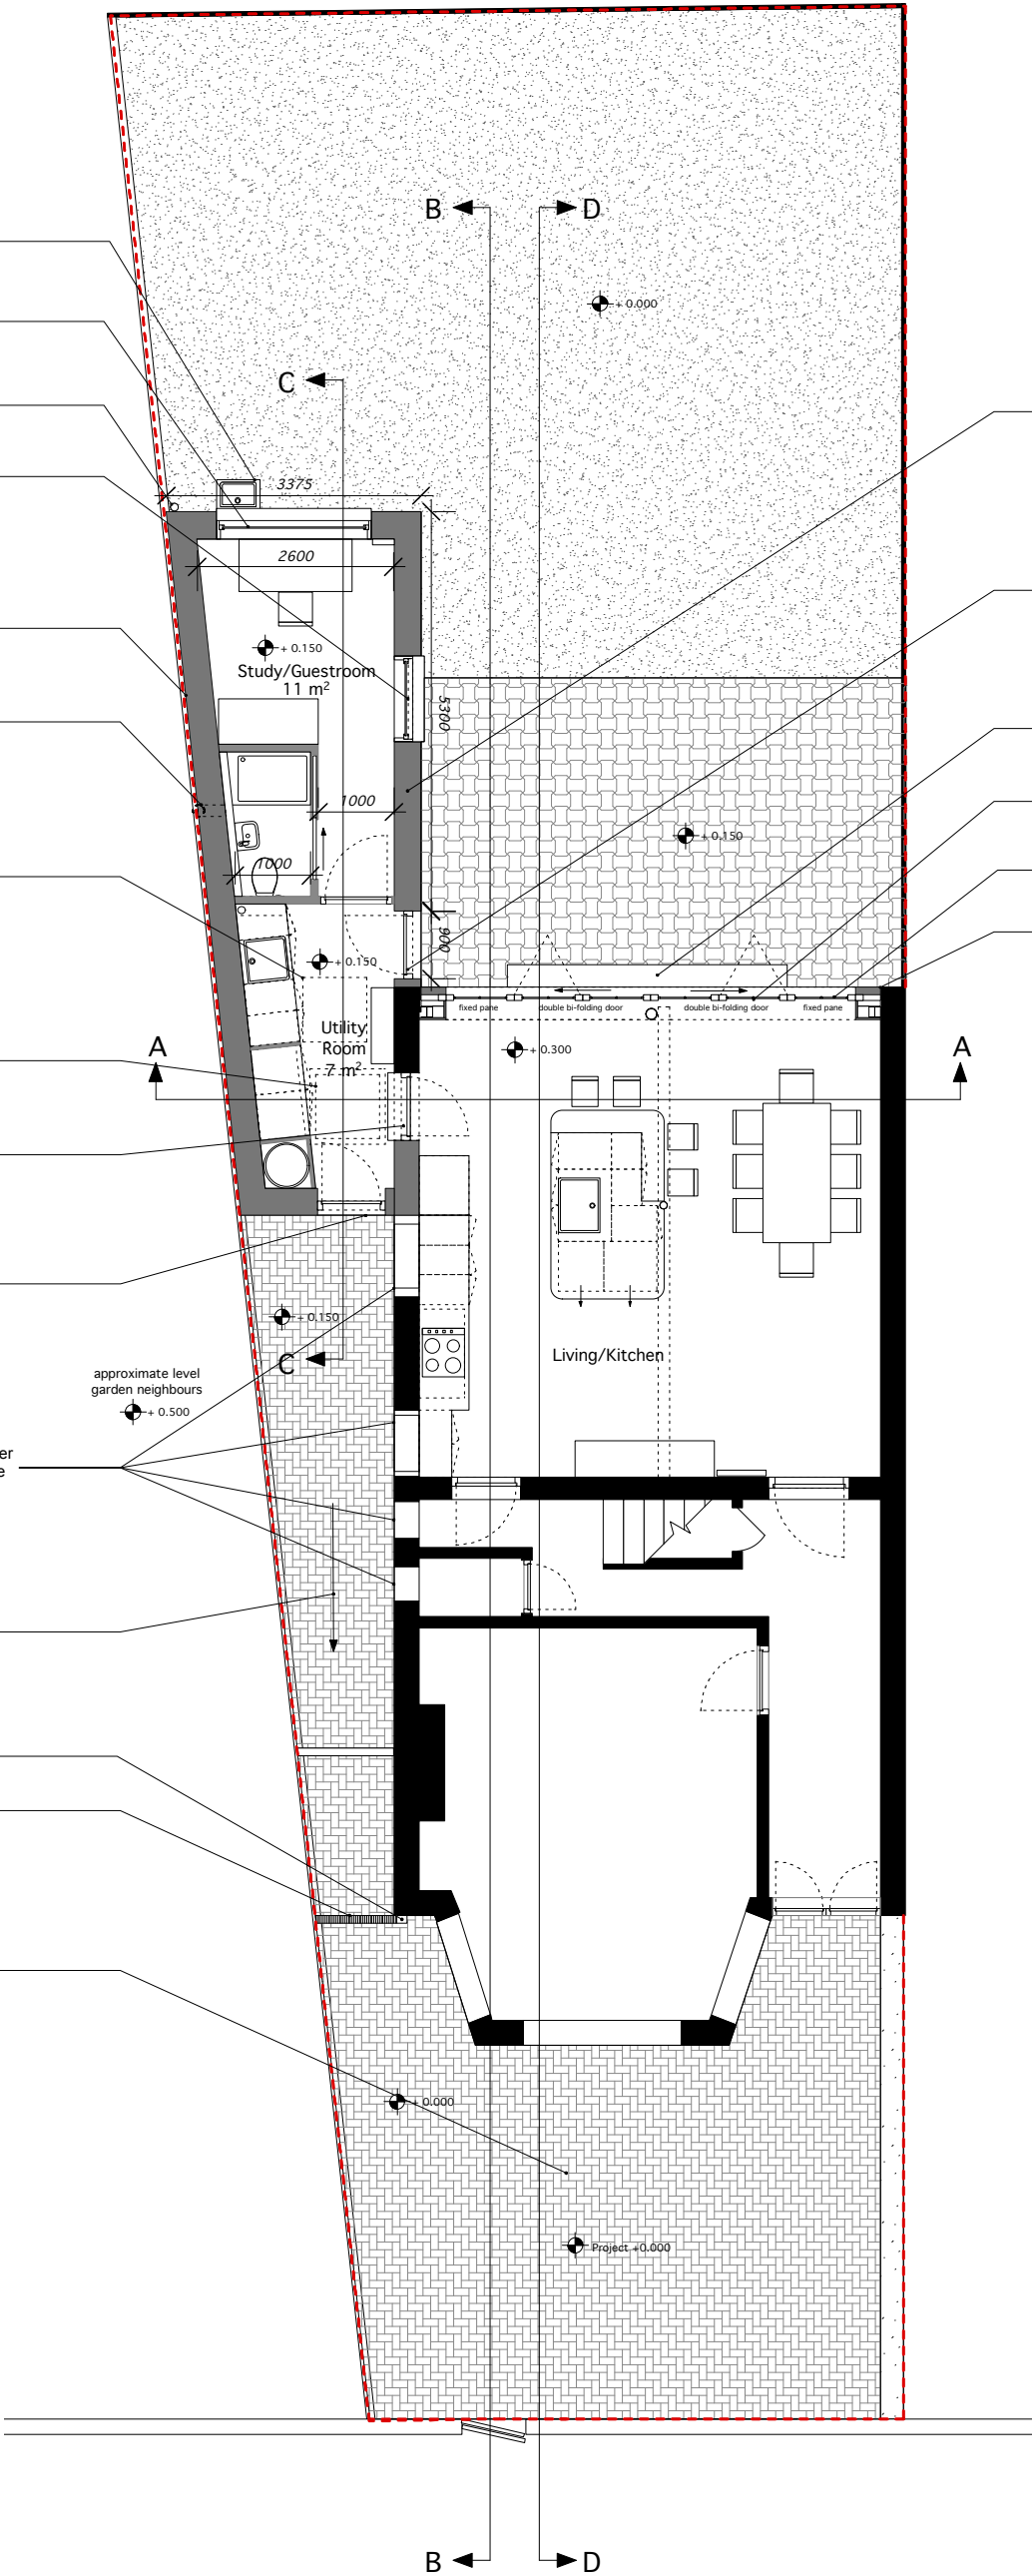 B
D
+ 0.000
C
3375
2600
+ 0.150
Study/Guestroom
11 m²
5300
1000
+ 0.150
1000
900
+ 0.150
fixed pane
double bi-folding door
double bi-folding door
fixed pane
Utility
Room
7 m²
+ 0.300
A
A
+ 0.150
C
Living/Kitchen
approximate level
garden neighbours
+ 0.500
er
e
+ 0.000
Project +0.000
B
D